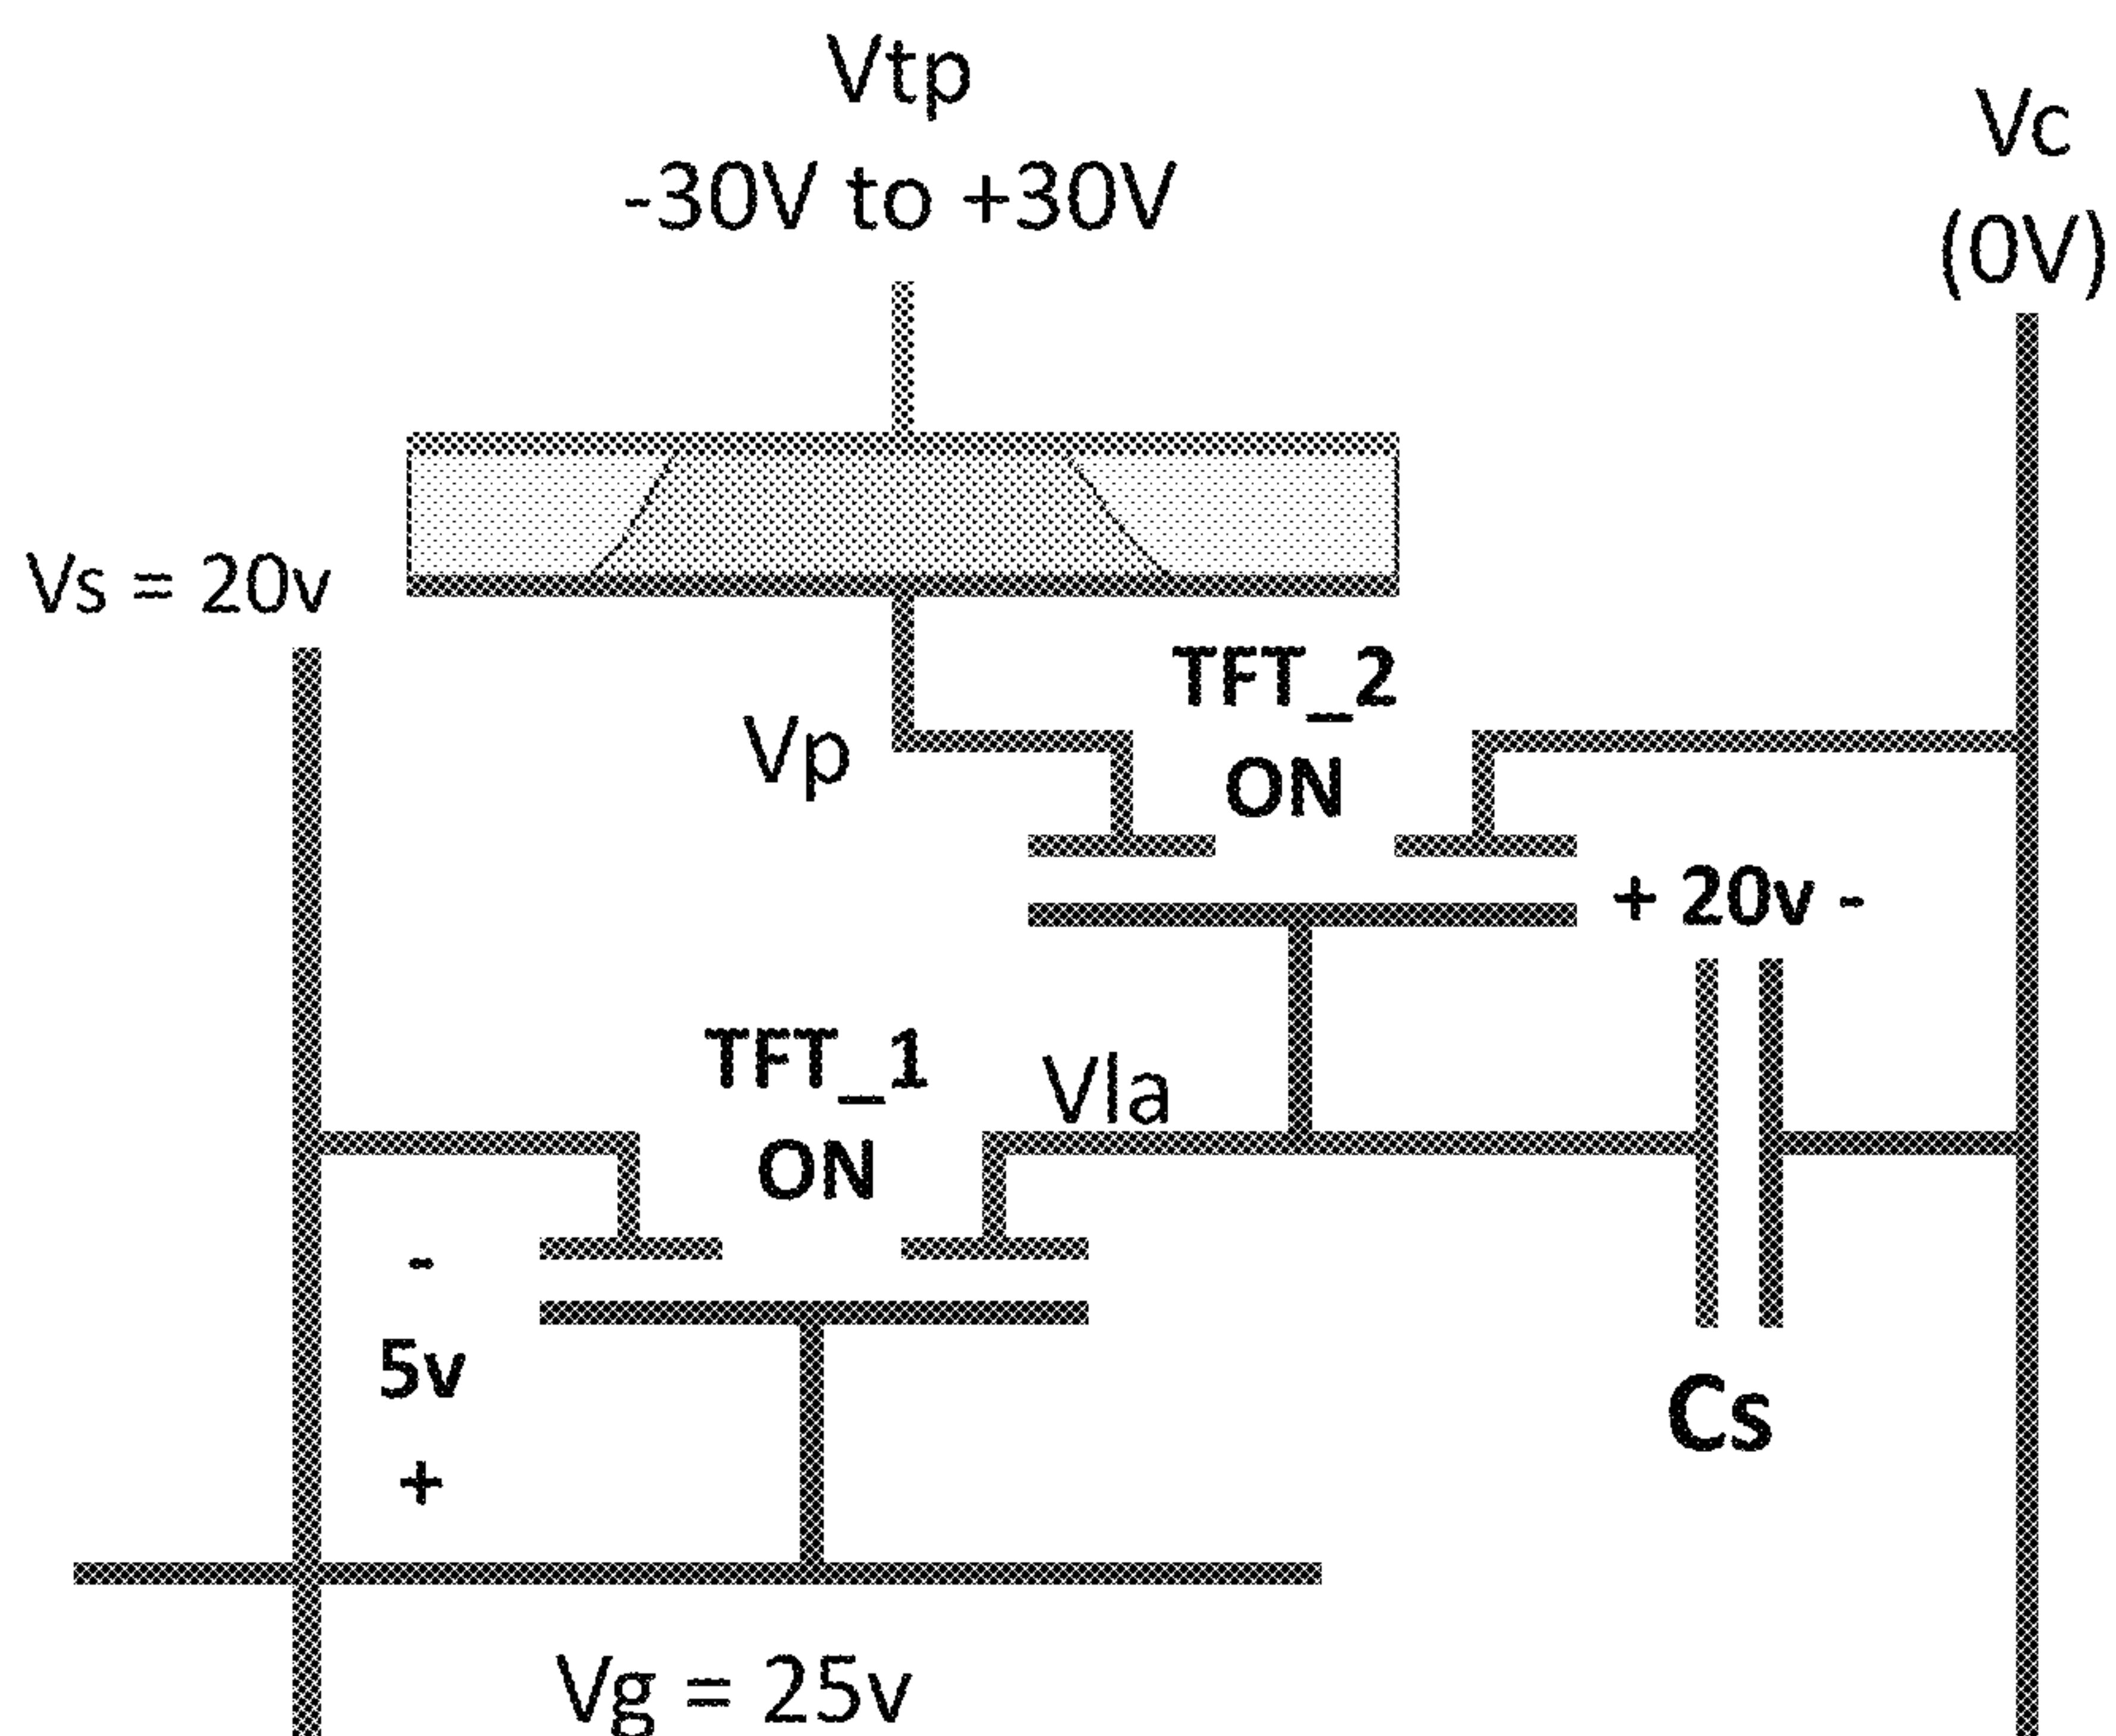 Vtp
-30V to +30V
Vc
(0V)
Vs = 20v
TFT_2
ON
Vp
+ 20v -
TFT_1
ON
Vla
-
5v
+
Cs
Vg = 25v